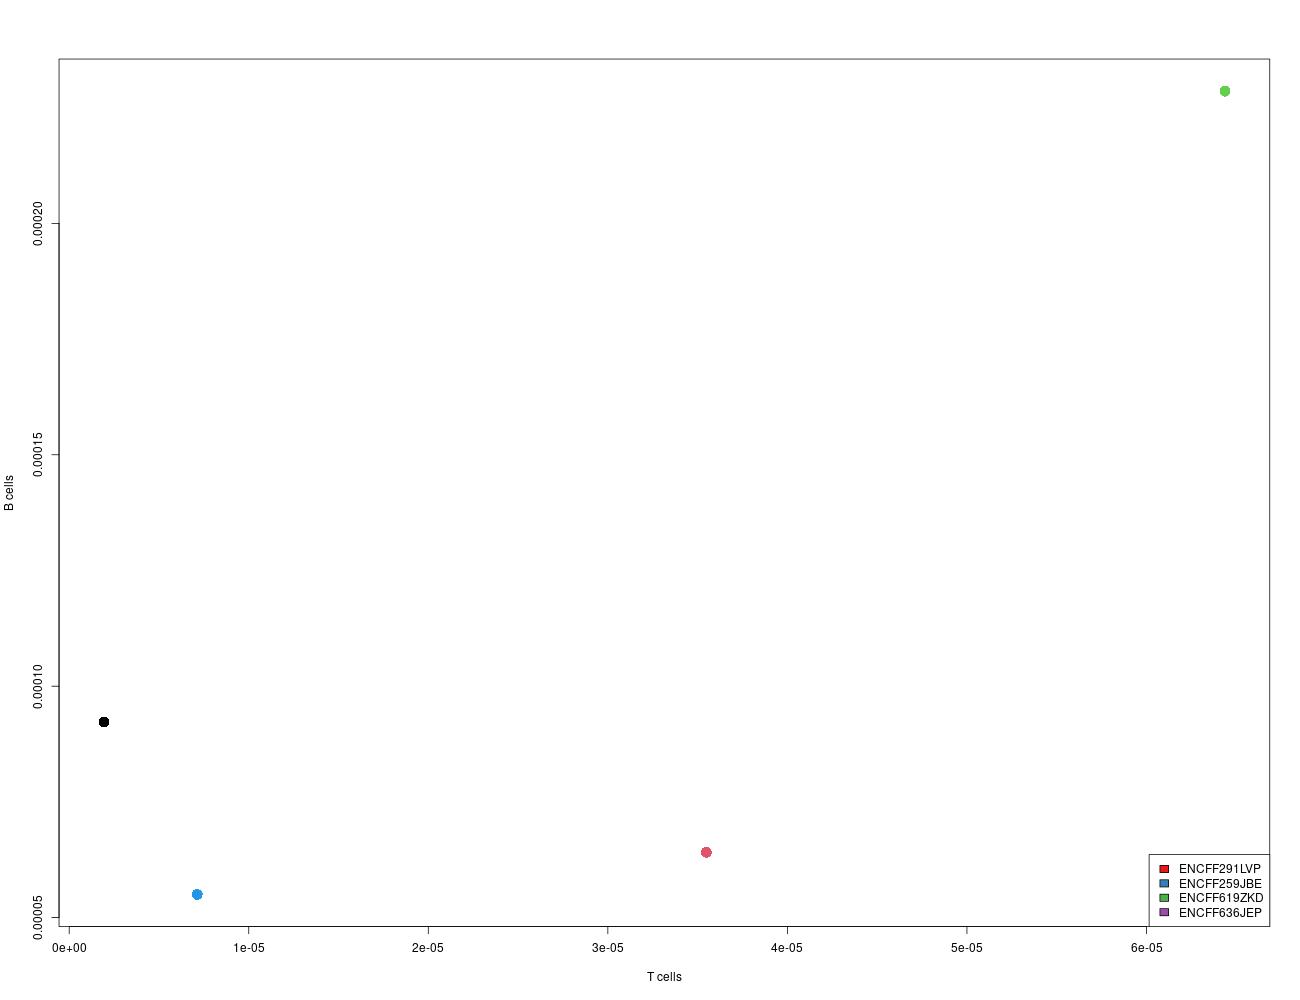 0.00020
0.00015
B cells
0.00010
0.00005
ENCFF291LVP
ENCFF259JBE
ENCFF619ZKD
ENCFF636JEP
0e+00 1e-05 2e-05 3e-05 4e-05 5e-05 6e-05
T cells